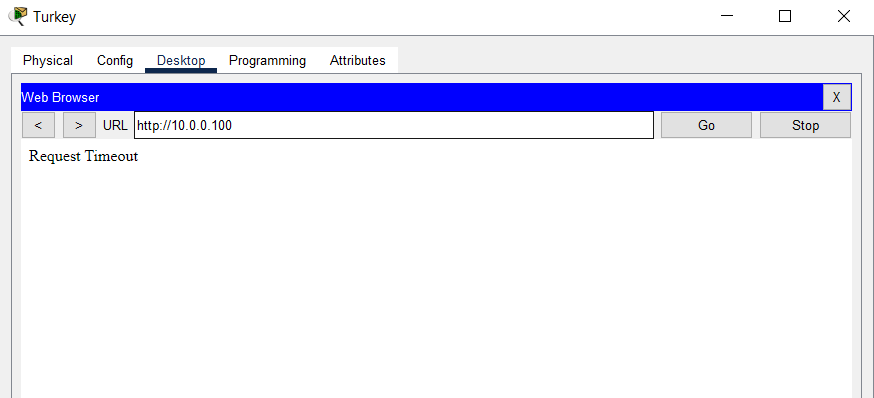 Turkey
Physical Config Desktop Programming Attributes
Web Browser X
< > URL http://10.0.0.100 Go Stop
Request Timeout